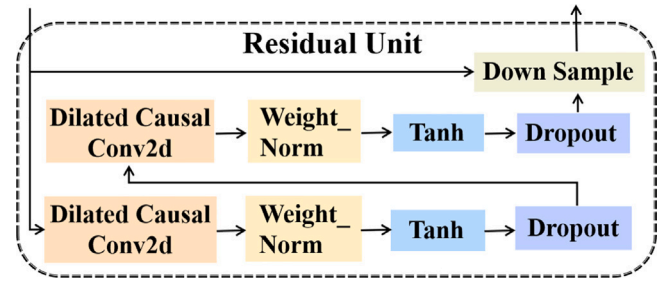 Residual Unit
Down Sample
Dilated Causal
Conv2d
Weight_
Norm
Tanh
Dropout
Dilated Causal
Conv2d
Weight_
Norm
Tanh
Dropout